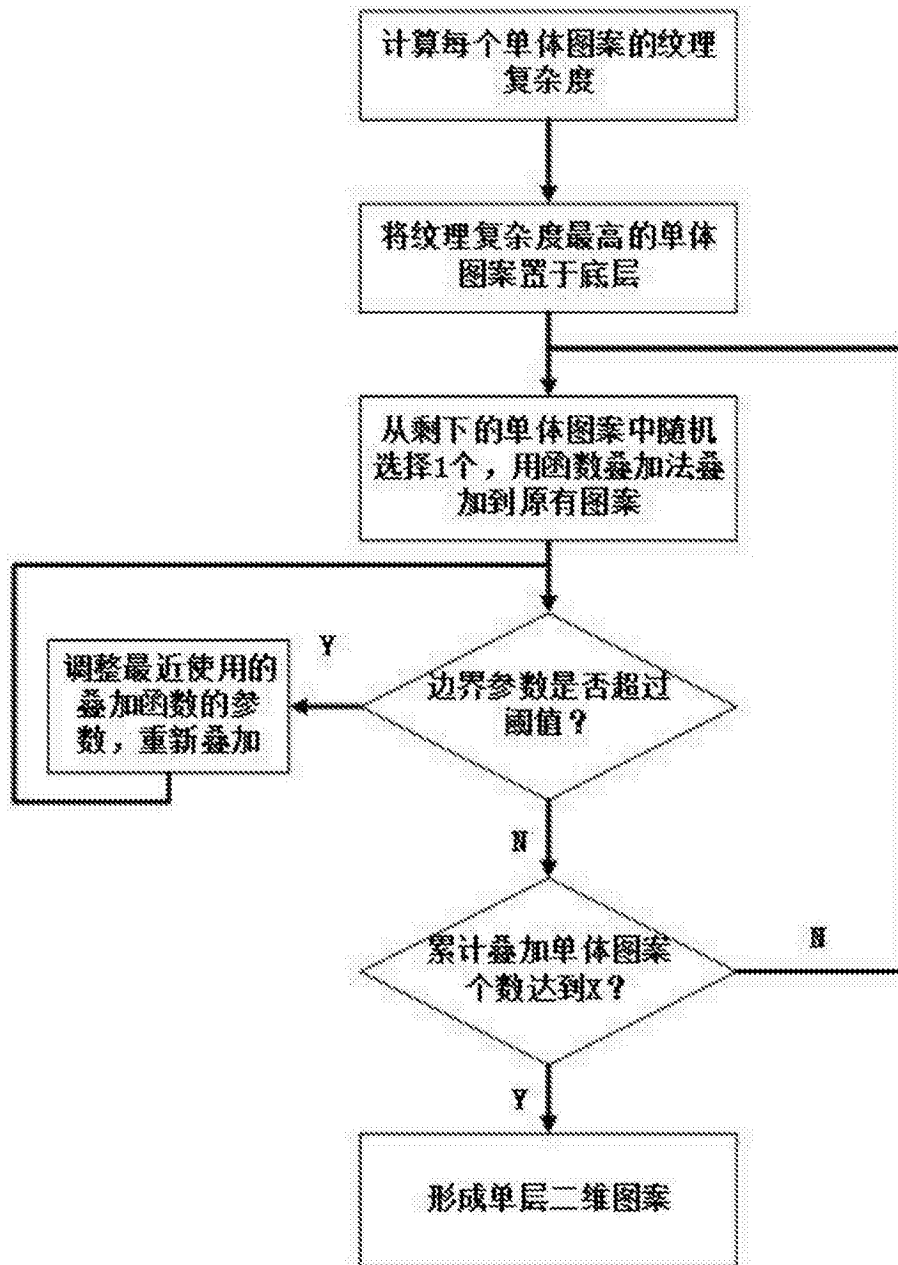 计算每个单体图案的纹理
复杂度
将纹理复杂度最高的单体
图案置于底层
从剩下的单体图案中随机
选择1个，用函数叠加法叠
加到原有图案
Y
调整最近使用的
叠加函数的参
数，重新叠加
边界参数是否超过
阈值？
N
累计叠加单体图案
个数达到X？
N
Y
形成单层二维图案